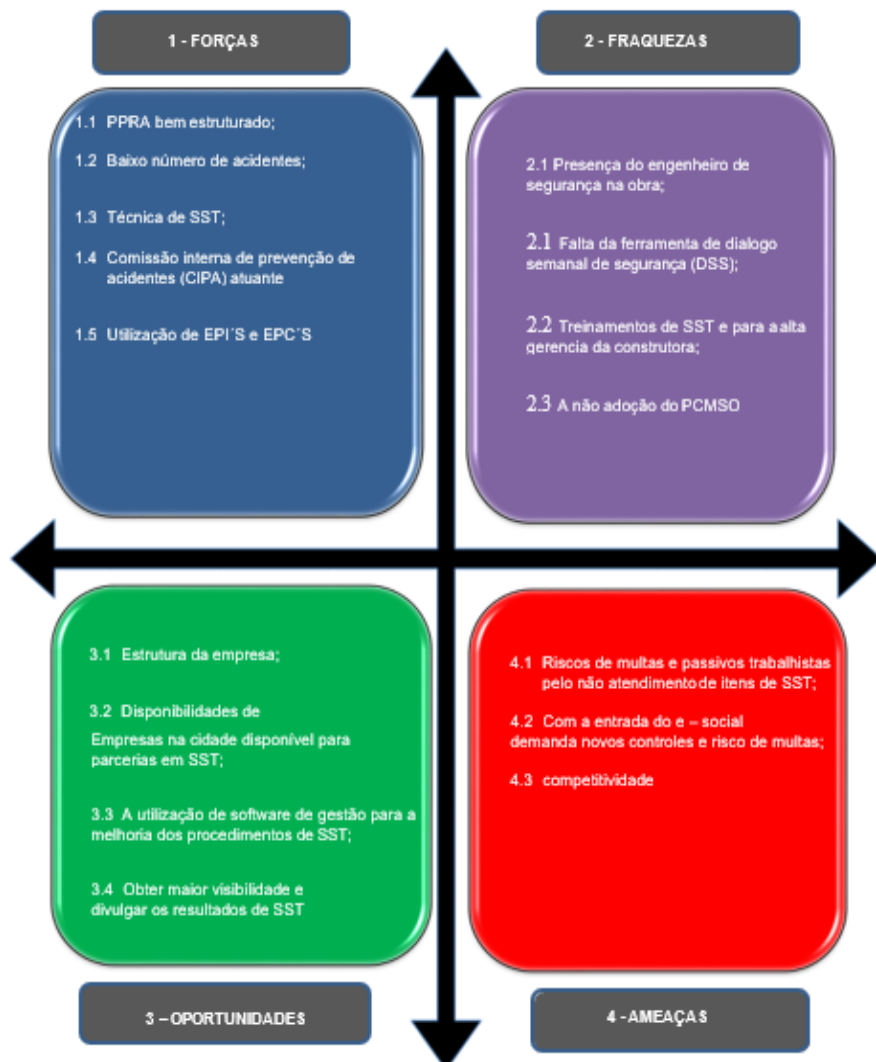 1 - FORÇAS
1.1 PPRA bem estruturado;
1.2 Baixo número de acidentes;
1.3 Técnica de SST;
1.4 Comissão interna de prevenção de
acidentes (CIPA) atuante
1.5 Utilização de EPI´S e EPC´S
2 - FRAQUEZAS
2.1 Presença do engenheiro de
segurança na obra;
2.1 Falta da ferramenta de dialogo
semanal de segurança (DSS);
2.2 Treinamentos de SST e para a alta
gerencia da construtora;
2.3 A não adoção do PCMSO
3.1 Estrutura da empresa;
3.2 Disponibilidades de
Empresas na cidade disponível para
parcerias em SST;
3.3 A utilização de software de gestão para a
melhoria dos procedimentos de SST;
3.4 Obter maior visibilidade e
divulgar os resultados de SST
3 – OPORTUNIDADES
4.1 Riscos de multas e passivos trabalhistas
pelo não atendimento de itens de SST;
4.2 Com a entrada do e – social
demanda novos controles e risco de multas;
4.3 competitividade
4 - AMEAÇAS